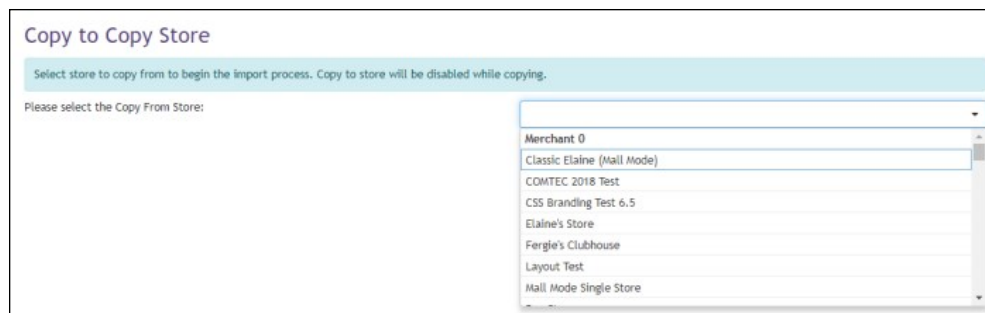 Copy to Copy Store
Select store to copy from to begin the import process. Copy to store will be disabled while copying.
Please select the Copy From Store:
Merchant 0
Classic Elaine (Mall Mode)
COMTEC 2018 Test
CSS Branding Test 6.5
Elaine's Store
Fergie's Clubhouse
Layout Test
Mall Mode Single Store